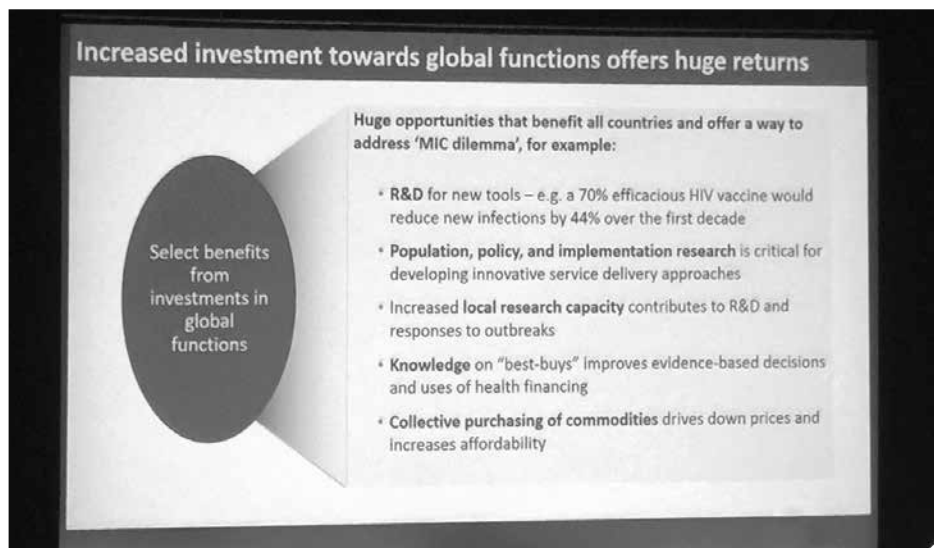 Increased investment towards global functions offers huge returns
Select benefits
from
investments in
global
functions
Huge opportunities that benefit all countries and offer a way to
address ‘MIC dilemma’, for example:
• R&D for new tools – e.g. a 70% efficacious HIV vaccine would
reduce new infections by 44% over the first decade
• Population, policy, and implementation research is critical for
developing innovative service delivery approaches
• Increased local research capacity contributes to R&D and
responses to outbreaks
• Knowledge on “best-buys” improves evidence-based decisions
and uses of health financing
• Collective purchasing of commodities drives down prices and
increases affordability